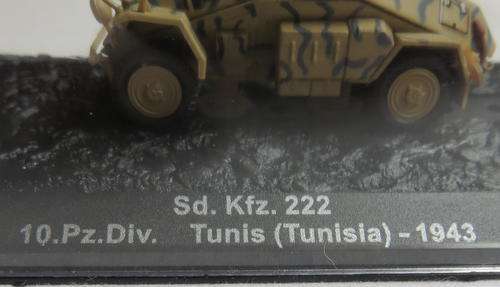 Sd. Kfz. 222
10.Pz.Div. Tunis (Tunisia) - 1943